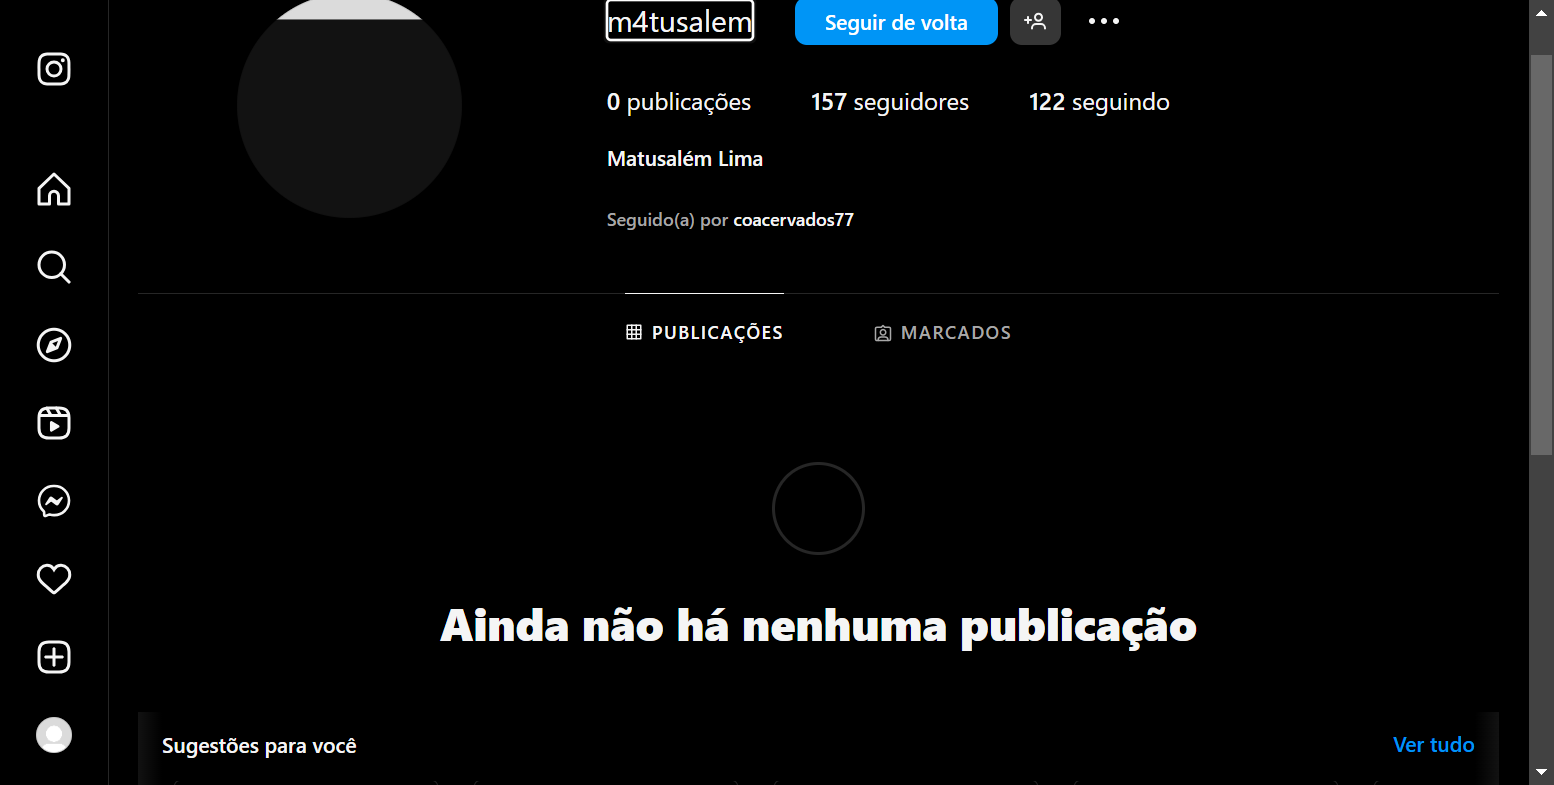 m4tusalem Seguir de volta
0 publicações 157 seguidores 122 seguindo
Matusalém Lima
Seguido(a) por coacervados77
PUBLICAÇÕES MARCADOS
Ainda não há nenhuma publicação
Sugestões para você Ver tudo